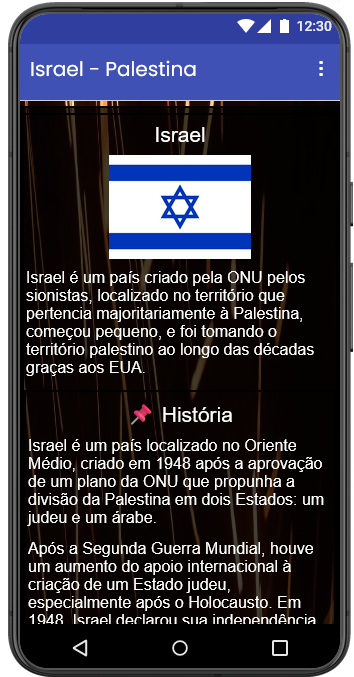 12:30
Israel - Palestina
Israel
Israel é um país criado pela ONU pelos
sionistas, localizado no território que
pertencia majoritariamente à Palestina,
começou pequeno, e foi tomando o
território palestino ao longo das décadas
graças aos EUA.
História
Israel é um país localizado no Oriente
Médio, criado em 1948 após a aprovação
de um plano da ONU que propunha a
divisão da Palestina em dois Estados: um
judeu e um árabe.
Após a Segunda Guerra Mundial, houve
um aumento do apoio internacional à
criação de um Estado judeu,
especialmente após o Holocausto. Em
1948, Israel declarou sua independência